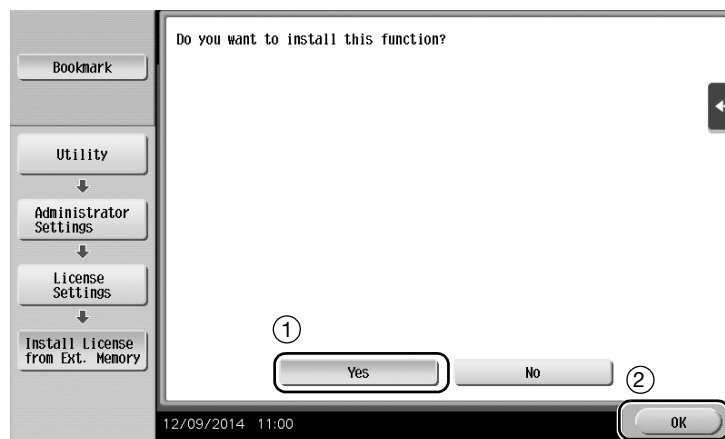 Do you want to install this function?
Bookmark
Utility
Administrator
Settings
License
Settings
Install License
from Ext. Memory
1
Yes
No
2
12/09/2014 11:00
OK